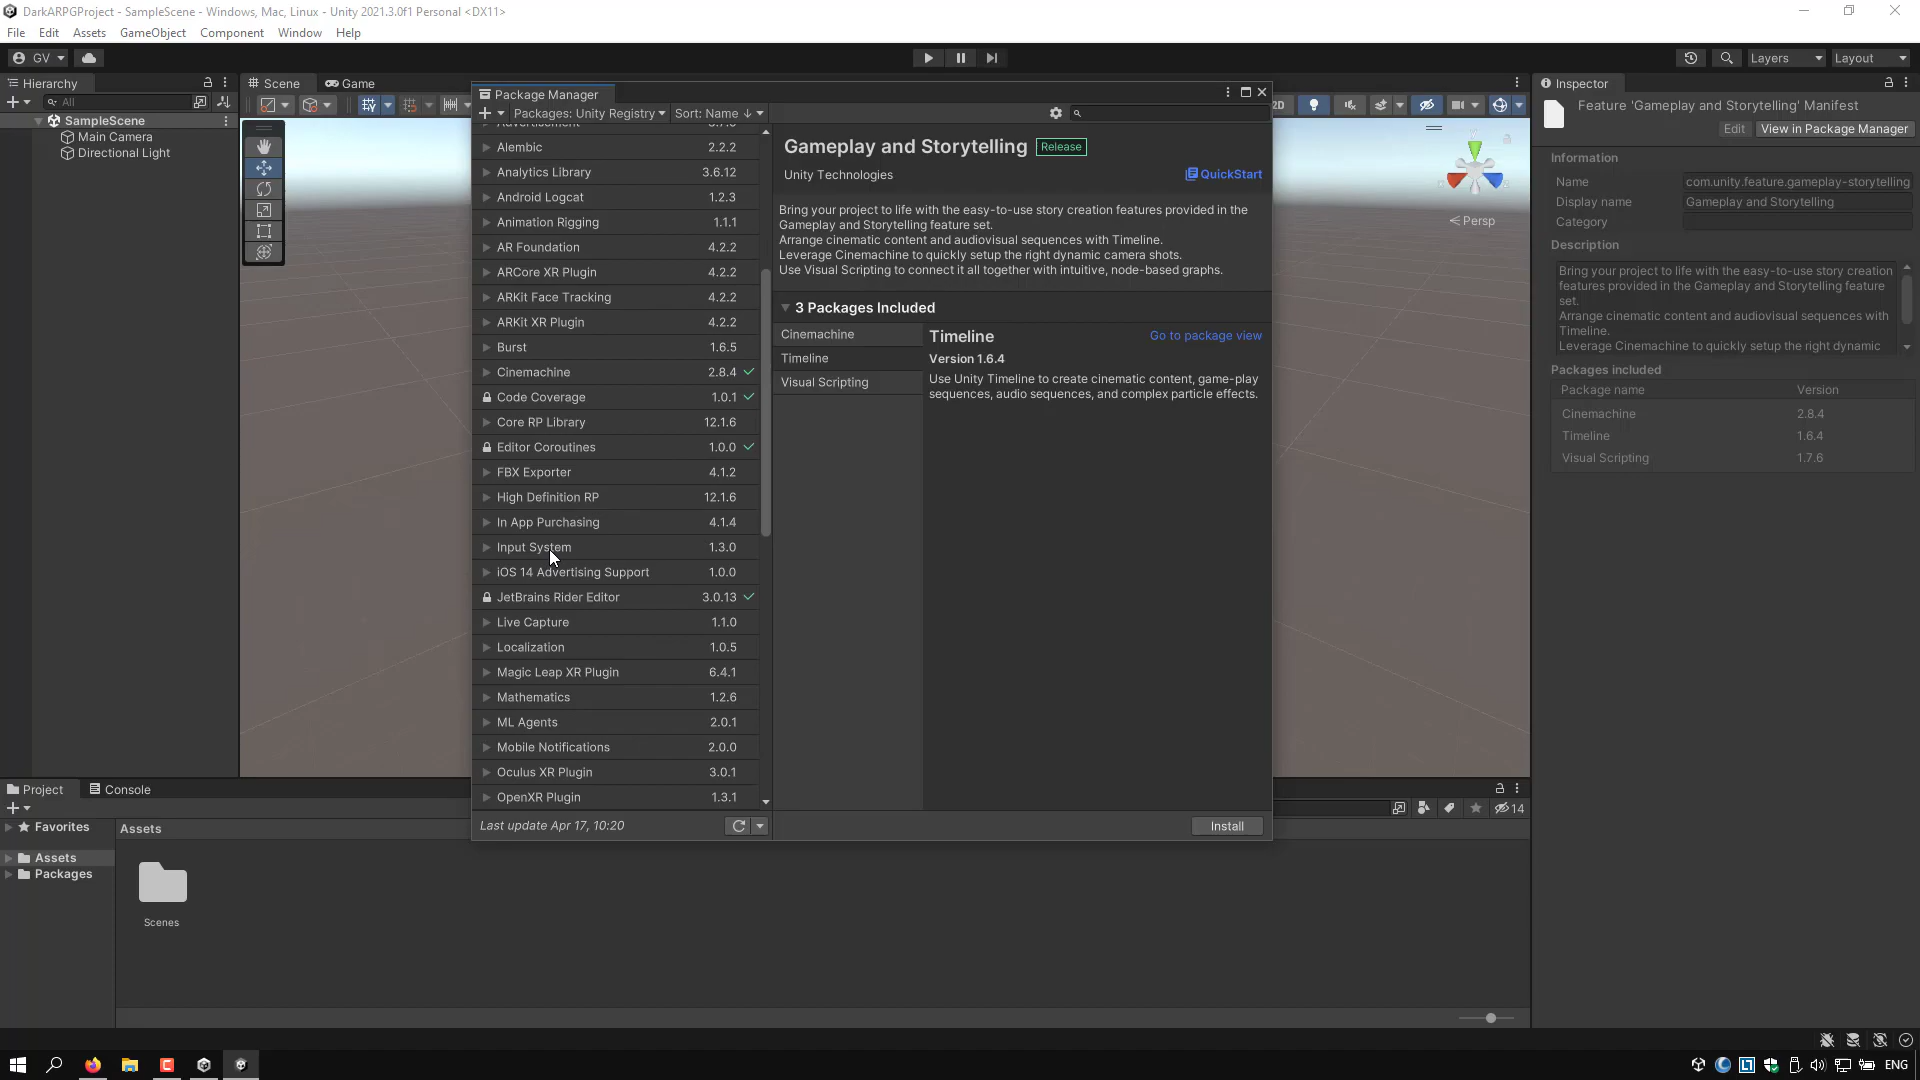 DarkARPGProject - SampleScene - Windows, Mac, Linux - Unity 2021.3.0f1 Personal <DX11>
File Edit Assets GameObject Component Window Help
GV
Layers Layout
Hierarchy
All
SampleScene
Main Camera
Directional Light
Scene Game
2D
Persp
Package Manager
Packages: Unity Registry Sort: Name ↓
Advertisement 3.7.5
Alembic 2.2.2
Analytics Library 3.6.12
Android Logcat 1.2.3
Animation Rigging 1.1.1
AR Foundation 4.2.2
ARCore XR Plugin 4.2.2
ARKit Face Tracking 4.2.2
ARKit XR Plugin 4.2.2
Burst 1.6.5
Cinemachine 2.8.4
Code Coverage 1.0.1
Core RP Library 12.1.6
Editor Coroutines 1.0.0
FBX Exporter 4.1.2
High Definition RP 12.1.6
In App Purchasing 4.1.4
Input System 1.3.0
iOS 14 Advertising Support 1.0.0
JetBrains Rider Editor 3.0.13
Live Capture 1.1.0
Localization 1.0.5
Magic Leap XR Plugin 6.4.1
Mathematics 1.2.6
ML Agents 2.0.1
Mobile Notifications 2.0.0
Oculus XR Plugin 3.0.1
OpenXR Plugin 1.3.1
Last update Apr 17, 10:20
Gameplay and Storytelling Release
Unity Technologies QuickStart
Bring your project to life with the easy-to-use story creation features provided in the
Gameplay and Storytelling feature set.
Arrange cinematic content and audiovisual sequences with Timeline.
Leverage Cinemachine to quickly setup the right dynamic camera shots.
Use Visual Scripting to connect it all together with intuitive, node-based graphs.
3 Packages Included
Cinemachine
Timeline
Visual Scripting
Timeline Go to package view
Version 1.6.4
Use Unity Timeline to create cinematic content, game-play
sequences, audio sequences, and complex particle effects.
Install
Inspector
Feature 'Gameplay and Storytelling' Manifest
Edit View in Package Manager
Information
Name com.unity.feature.gameplay-storytelling
Display name Gameplay and Storytelling
Category
Description
Bring your project to life with the easy-to-use story creation
features provided in the Gameplay and Storytelling feature
set.
Arrange cinematic content and audiovisual sequences with
Timeline.
Leverage Cinemachine to quickly setup the right dynamic
Packages included
Package name Version
Cinemachine 2.8.4
Timeline 1.6.4
Visual Scripting 1.7.6
Project Console
14
Favorites
Assets
Packages
Assets
Scenes
ENG